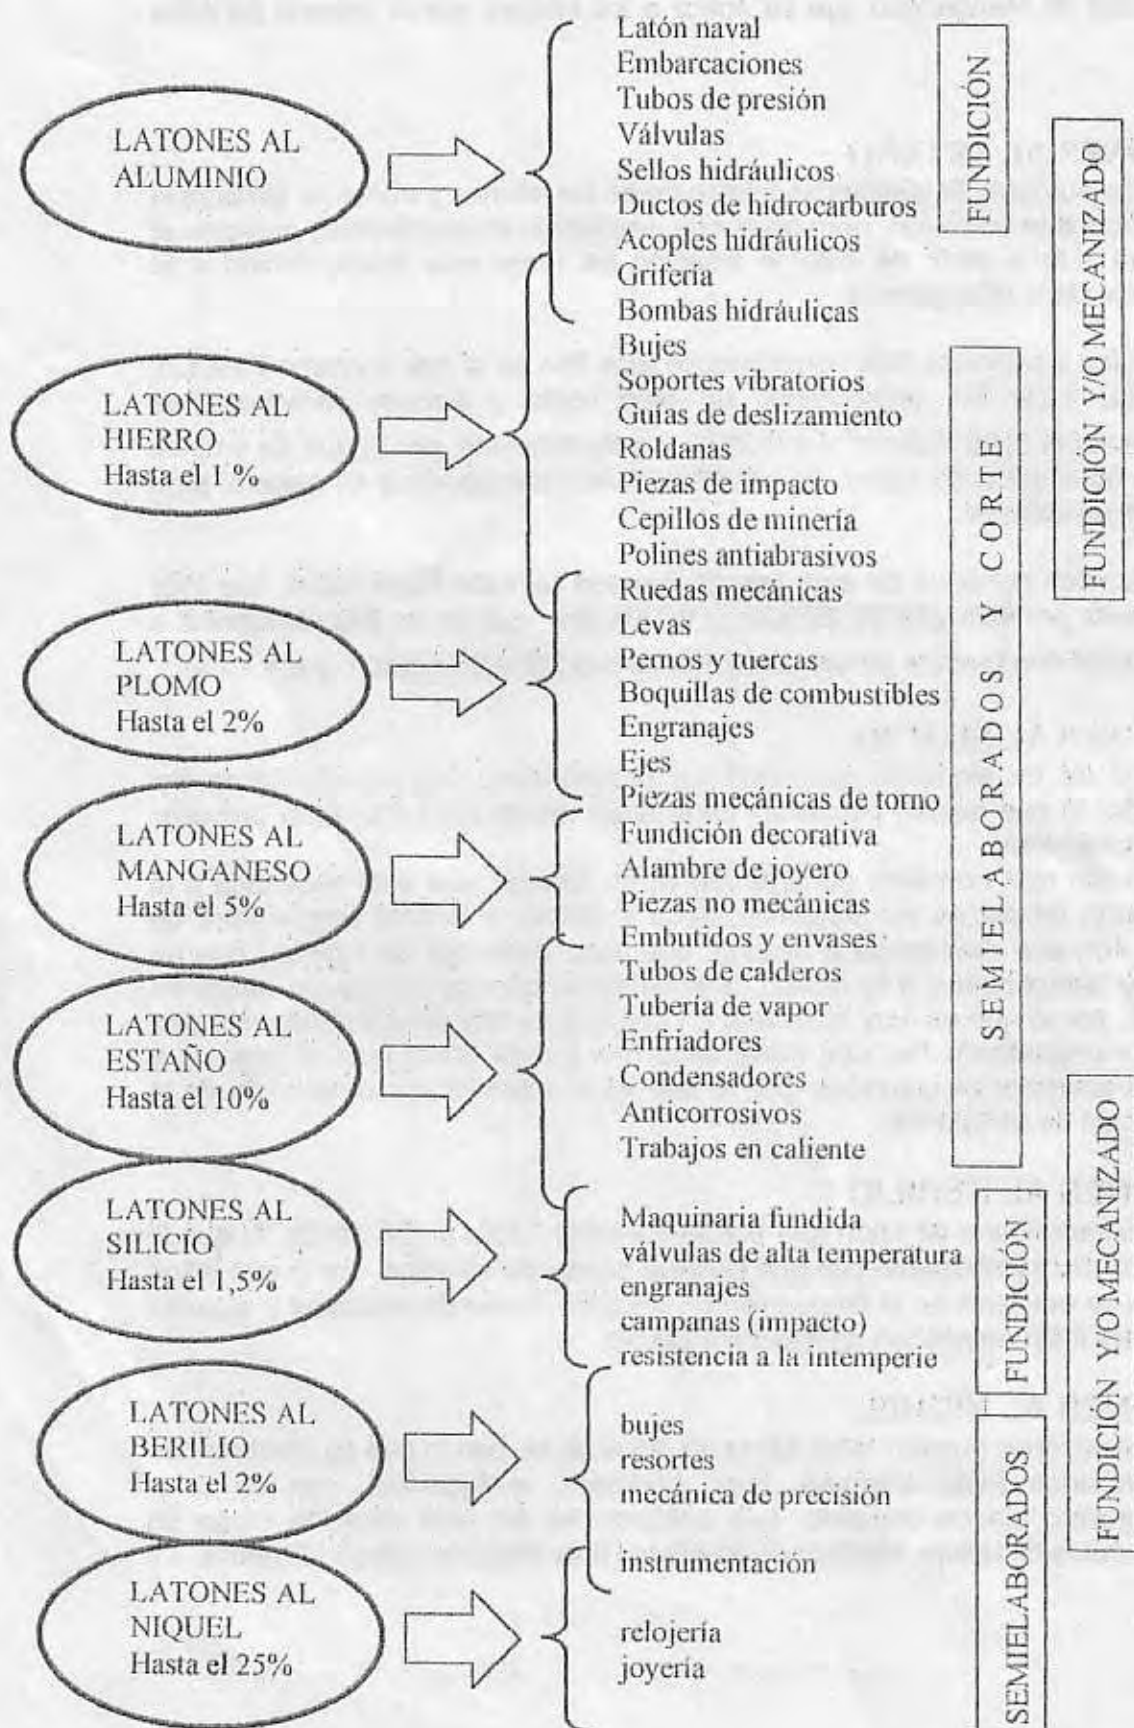 LATONES AL
ALUMINIO
LATONES AL
HIERRO
Hasta el 1 %
LATONES AL
PLOMO
Hasta el 2%
LATONES AL
MANGANESO
Hasta el 5%
LATONES AL
ESTAÑO
Hasta el 10%
LATONES AL
SILICIO
Hasta el 1,5%
LATONES AL
BERILIO
Hasta el 2%
LATONES AL
NIQUEL
Hasta el 25%
Latón naval
Embarcaciones
Tubos de presión
Válvulas
Sellos hidráulicos
Ductos de hidrocarburos
Acoples hidráulicos
Grifería
Bombas hidráulicas
Bujes
Soportes vibratorios
Guías de deslizamiento
Roldanas
Piezas de impacto
Cepillos de minería
Polines antiabrasivos
Ruedas mecánicas
Levas
Pernos y tuercas
Boquillas de combustibles
Engranajes
Ejes
Piezas mecánicas de torno
Fundición decorativa
Alambre de joyero
Piezas no mecánicas
Embutidos y envases
Tubos de calderos
Tubería de vapor
Enfriadores
Condensadores
Anticorrosivos
Trabajos en caliente
Maquinaria fundida
válvulas de alta temperatura
engranajes
campanas (impacto)
resistencia a la intemperie
bujes
resortes
mecánica de precisión
instrumentación
relojería
joyería
FUNDICIÓN
FUNDICIÓN Y/O MECANIZADO
SEMIELABORADOS Y CORTE
FUNDICIÓN
FUNDICIÓN Y/O MECANIZADO
SEMIELABORADOS